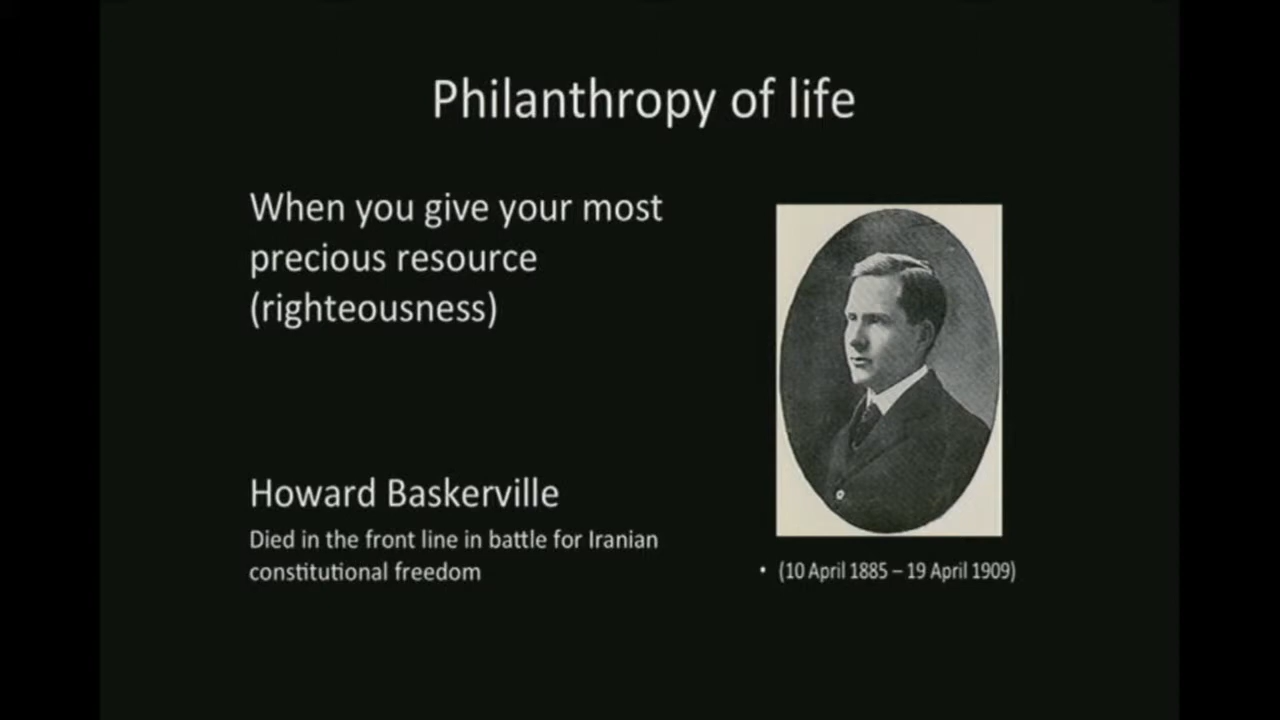 Philanthropy of life
When you give your most
precious resource
(righteousness)
Howard Baskerville
Died in the front line in battle for Iranian
constitutional freedom
• (10 April 1885 – 19 April 1909)